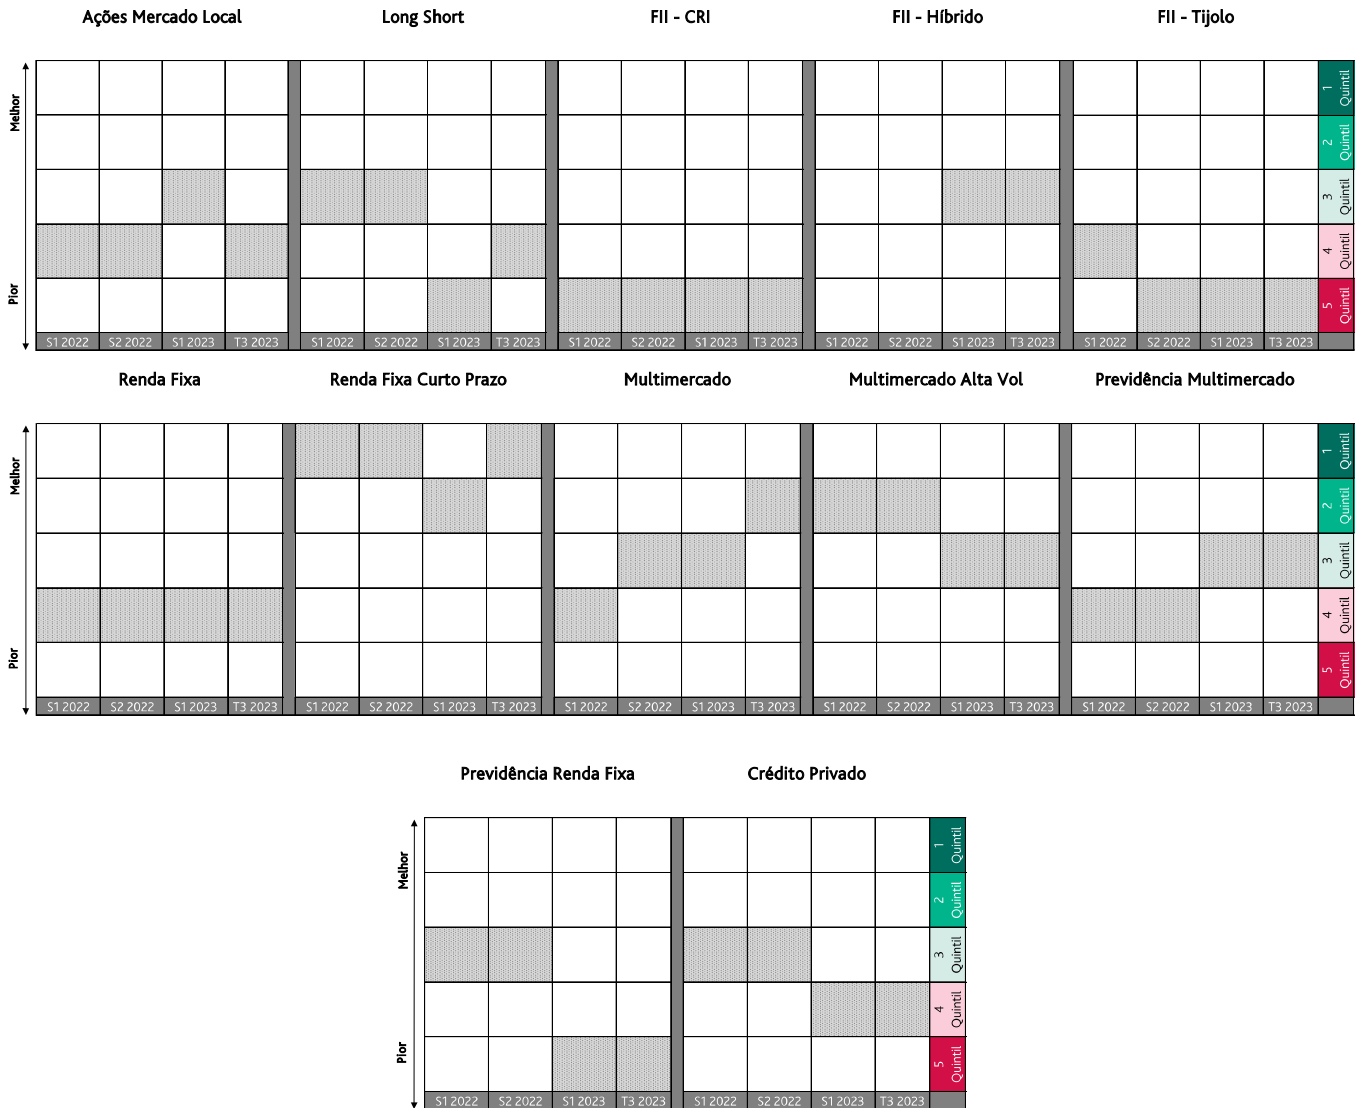 Ações Mercado Local Long Short FII - CRI FII - Híbrido FII - Tijolo
Melhor
Pior
1 Quintil
2 Quintil
3 Quintil
4 Quintil
5 Quintil
S1 2022 S2 2022 S1 2023 T3 2023 S1 2022 S2 2022 S1 2023 T3 2023 S1 2022 S2 2022 S1 2023 T3 2023 S1 2022 S2 2022 S1 2023 T3 2023 S1 2022 S2 2022 S1 2023 T3 2023
Renda Fixa Renda Fixa Curto Prazo Multimercado Multimercado Alta Vol Previdência Multimercado
Melhor
Pior
1 Quintil
2 Quintil
3 Quintil
4 Quintil
5 Quintil
S1 2022 S2 2022 S1 2023 T3 2023 S1 2022 S2 2022 S1 2023 T3 2023 S1 2022 S2 2022 S1 2023 T3 2023 S1 2022 S2 2022 S1 2023 T3 2023 S1 2022 S2 2022 S1 2023 T3 2023
Previdência Renda Fixa Crédito Privado
Melhor
Pior
1 Quintil
2 Quintil
3 Quintil
4 Quintil
5 Quintil
S1 2022 S2 2022 S1 2023 T3 2023 S1 2022 S2 2022 S1 2023 T3 2023